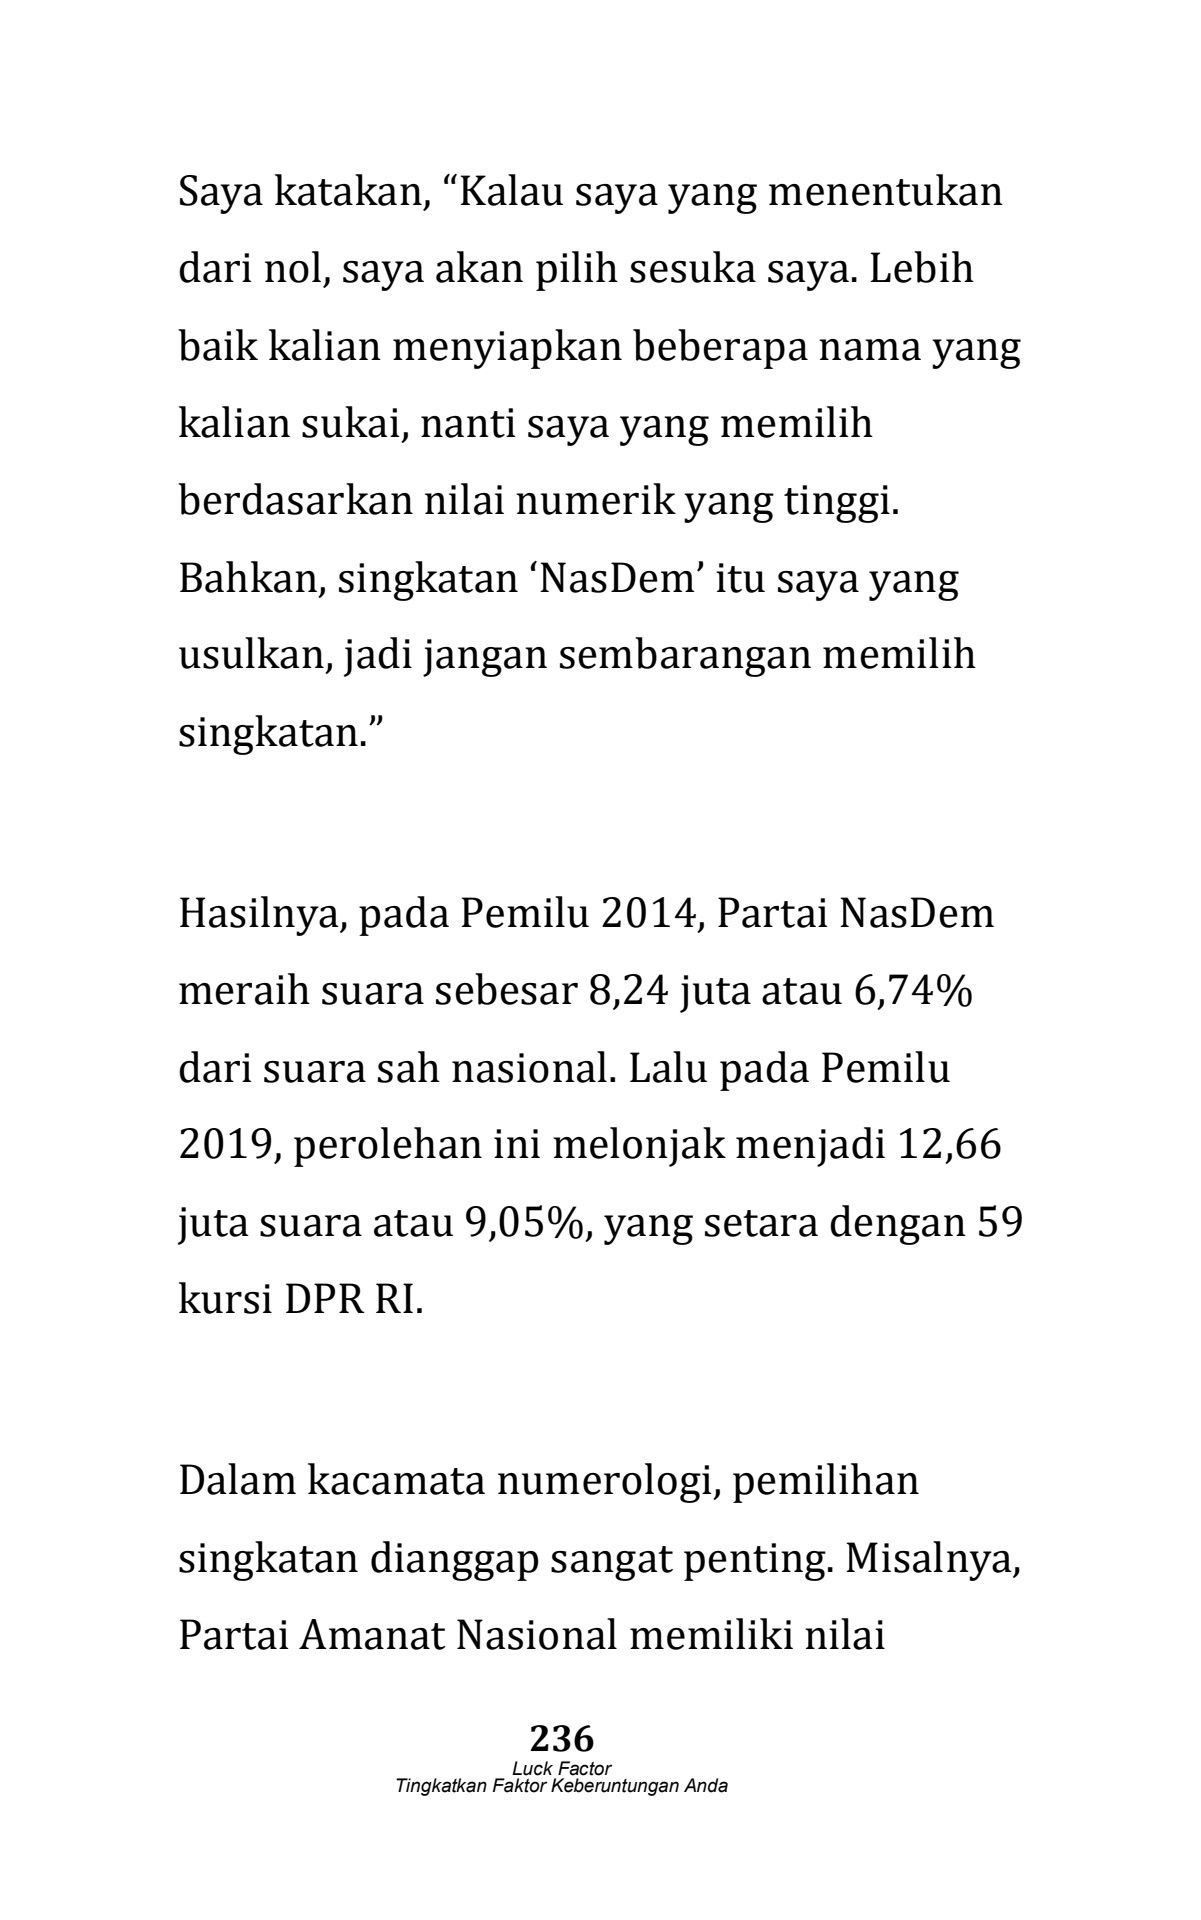 Saya katakan, “Kalau saya yang menentukan
dari nol, saya akan pilih sesuka saya. Lebih
baik kalian menyiapkan beberapa nama yang
kalian sukai, nanti saya yang memilih
berdasarkan nilai numerik yang tinggi.
Bahkan, singkatan ‘NasDem’ itu saya yang
usulkan, jadi jangan sembarangan memilih
singkatan.”
Hasilnya, pada Pemilu 2014, Partai NasDem
meraih suara sebesar 8,24 juta atau 6,74%
dari suara sah nasional. Lalu pada Pemilu
2019, perolehan ini melonjak menjadi 12,66
juta suara atau 9,05%, yang setara dengan 59
kursi DPR RI.
Dalam kacamata numerologi, pemilihan
singkatan dianggap sangat penting. Misalnya,
Partai Amanat Nasional memiliki nilai
236
Luck Factor
Tingkatkan Faktor Keberuntungan Anda